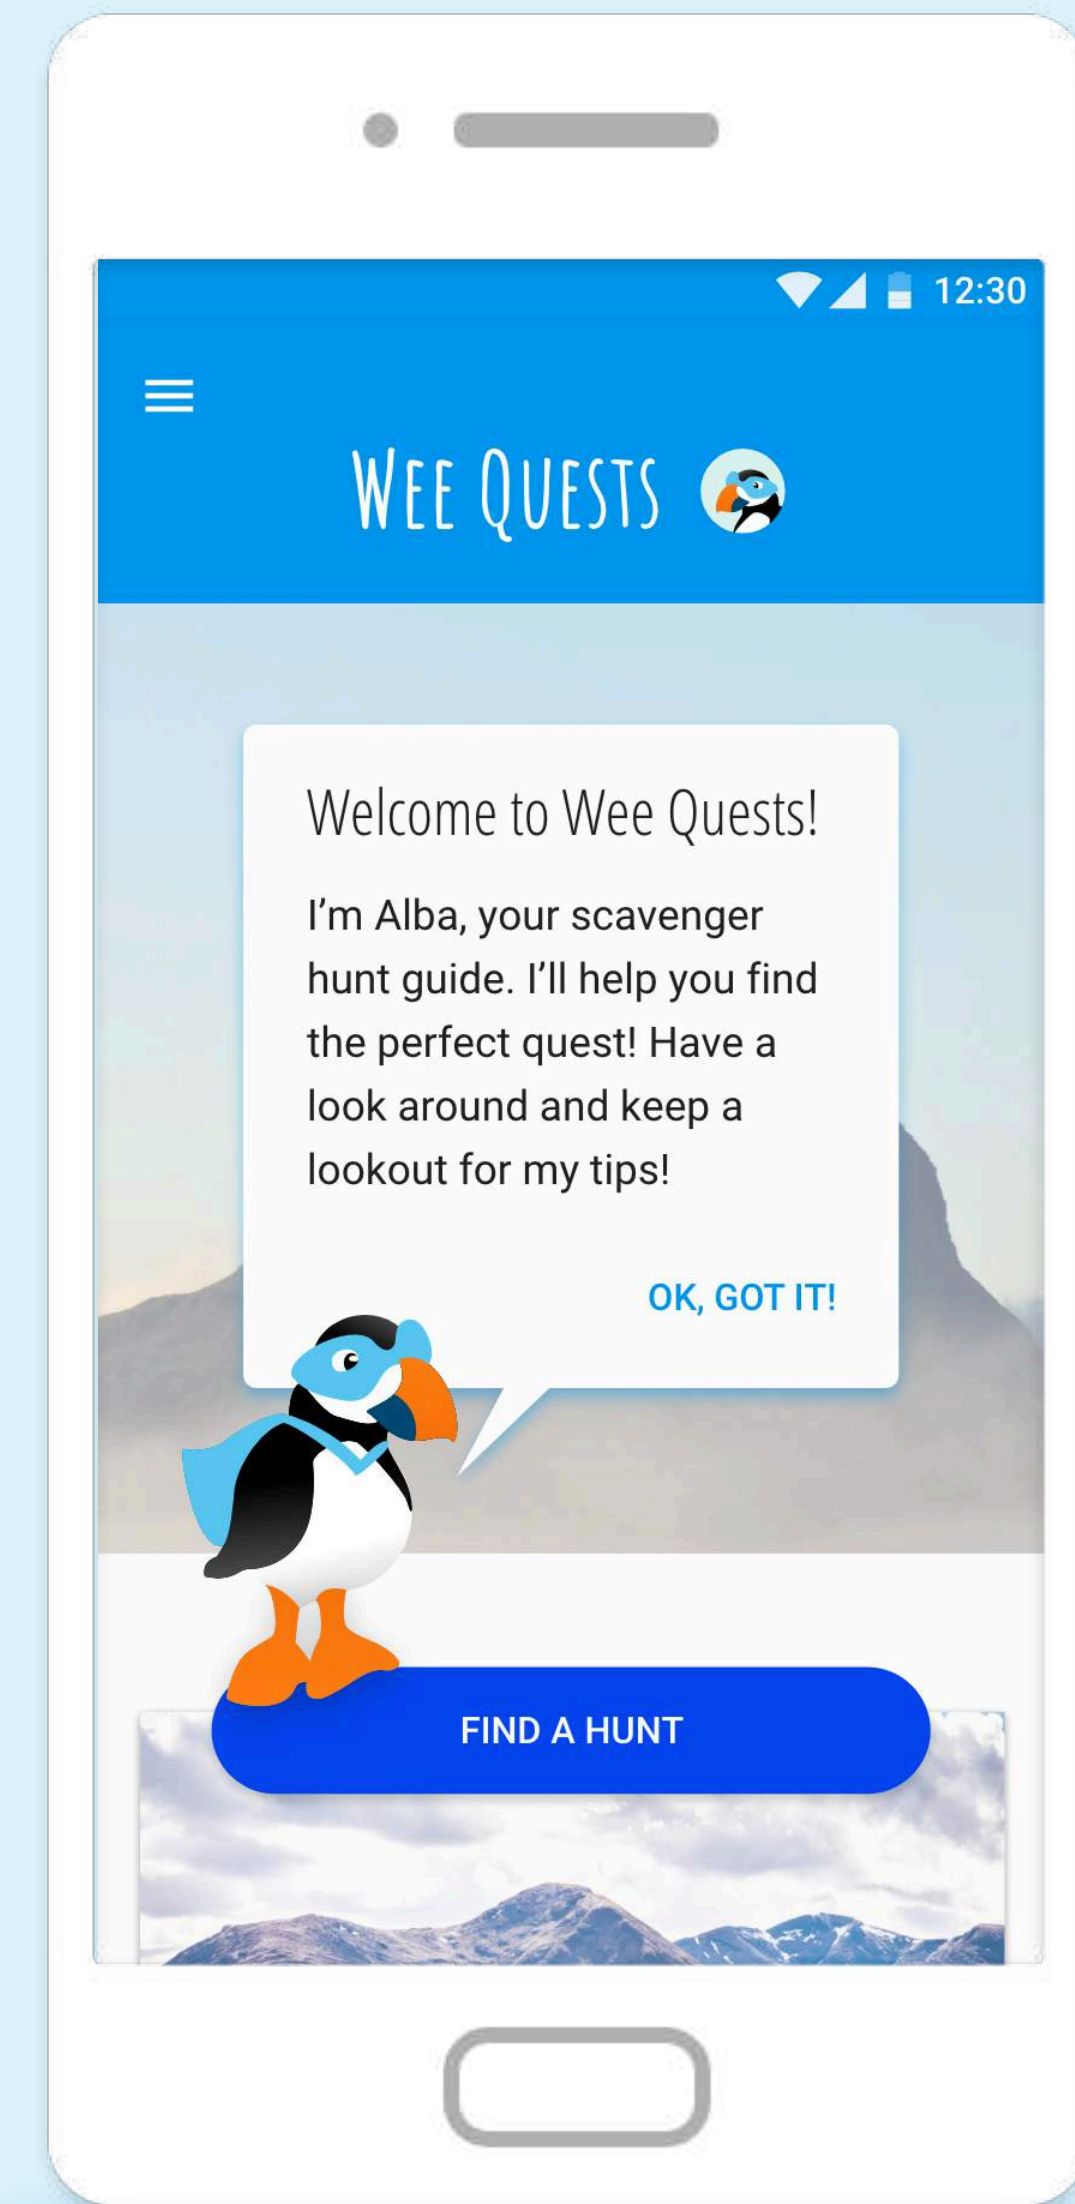 12:30
WEE QUESTS
Welcome to Wee Quests!
I'm Alba, your scavenger
hunt guide. I'll help you find
the perfect quest! Have a
look around and keep a
lookout for my tips!
OK, GOT IT!
FIND A HUNT